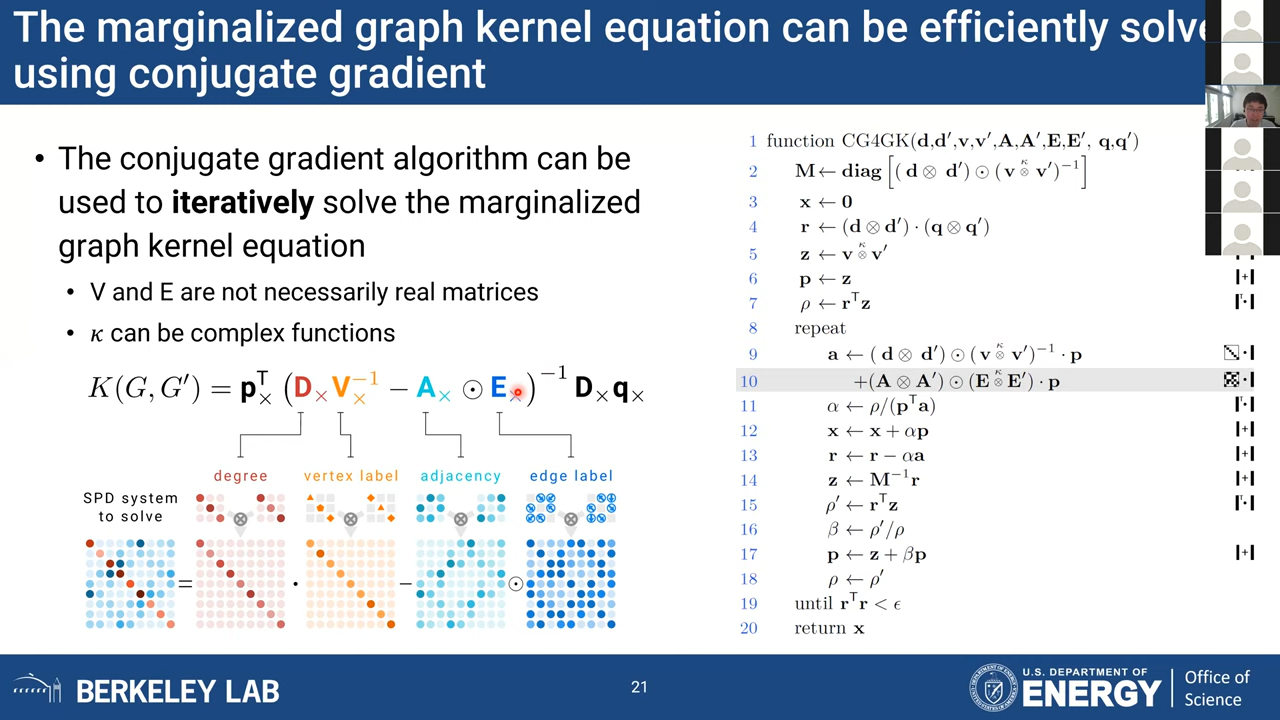 The marginalized graph kernel equation can be efficiently solve
using conjugate gradient
• The conjugate gradient algorithm can be
used to iteratively solve the marginalized
graph kernel equation
• V and E are not necessarily real matrices
• κ can be complex functions
K(G, G′) = p×ᵀ (D× V×⁻¹ − A× ⊙ E×)⁻¹ D×q×
degree vertex label adjacency edge label
SPD system
to solve
= · − ⊙
1 function CG4GK(d,d′,v,v′,A,A′,E,E′, q,q′)
2 M ← diag [( d ⊗ d′) ⊙ (v ⊗κ v′)⁻¹]
3 x ← 0
4 r ← (d ⊗ d′) · (q ⊗ q′)
5 z ← v ⊗κ v′
6 p ← z
7 ρ ← rᵀz
8 repeat
9 a ← ( d ⊗ d′) ⊙ (v ⊗κ v′)⁻¹ · p
10 +(A ⊗ A′) ⊙ (E ⊗κ E′) · p
11 α ← ρ/(pᵀa)
12 x ← x + αp
13 r ← r − αa
14 z ← M⁻¹r
15 ρ′ ← rᵀz
16 β ← ρ′/ρ
17 p ← z + βp
18 ρ ← ρ′
19 until rᵀr < ϵ
20 return x
BERKELEY LAB
21
U.S. DEPARTMENT OF
ENERGY
Office of
Science